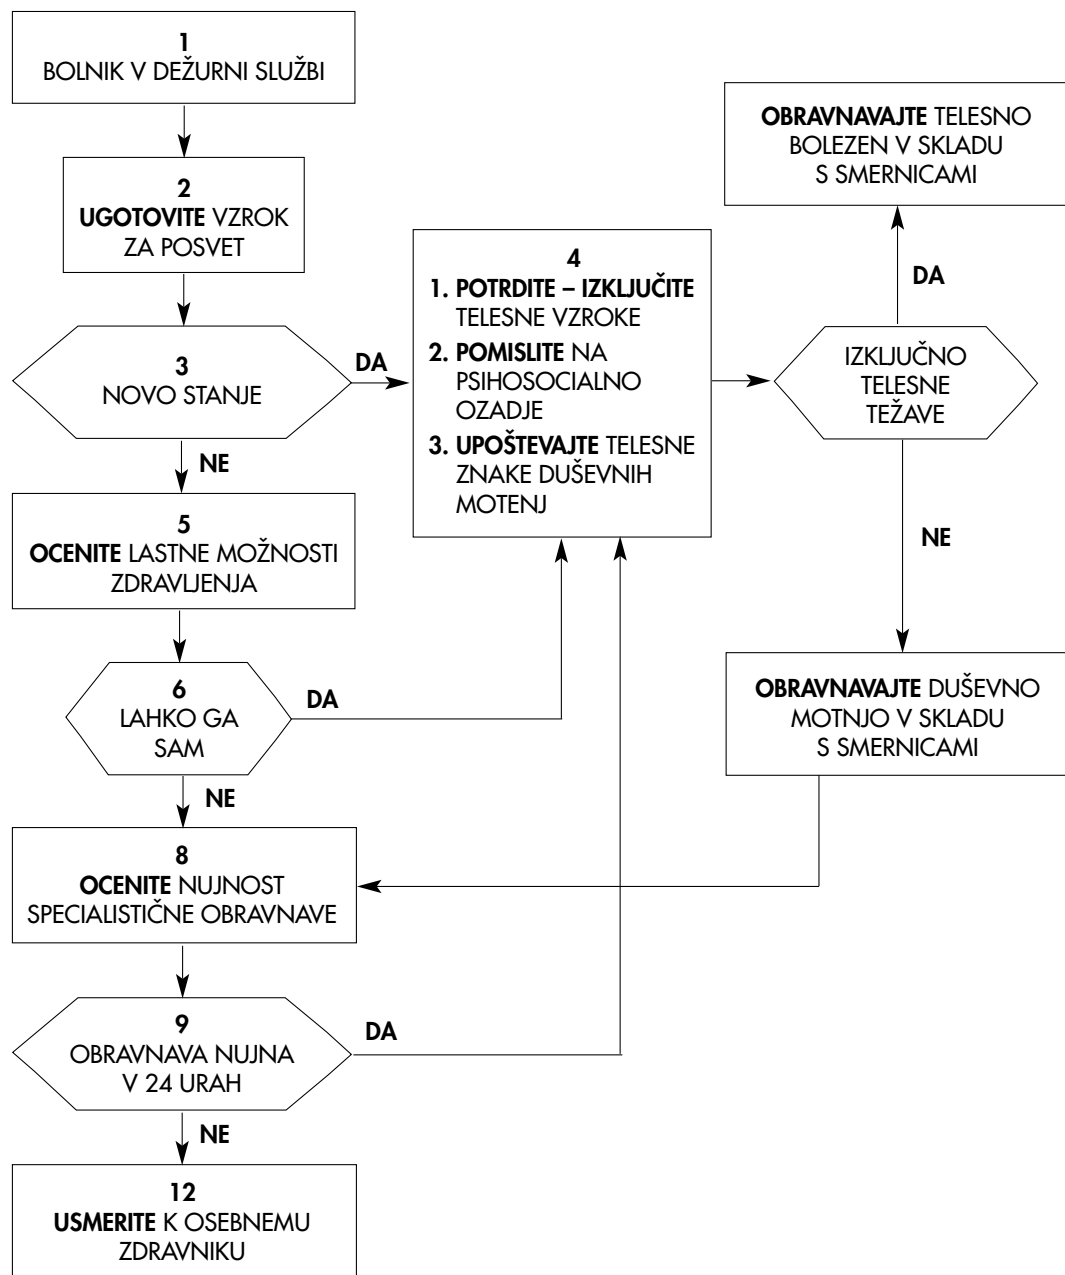 1
BOLNIK V DEŽURNI SLUŽBI
2
UGOTOVITE VZROK
ZA POSVET
3
NOVO STANJE
DA
NE
4
1. POTRDITE – IZKLJUČITE
TELESNE VZROKE
2. POMISLITE NA
PSIHOSOCIALNO
OZADJE
3. UPOŠTEVAJTE TELESNE
ZNAKE DUŠEVNIH
MOTENJ
OBRAVNAVAJTE TELESNO
BOLEZEN V SKLADU
S SMERNICAMI
DA
IZKLJUČNO
TELESNE
TEŽAVE
NE
OBRAVNAVAJTE DUŠEVNO
MOTNJO V SKLADU
S SMERNICAMI
5
OCENITE LASTNE MOŽNOSTI
ZDRAVLJENJA
6
LAHKO GA
SAM
DA
NE
8
OCENITE NUJNOST
SPECIALISTIČNE OBRAVNAVE
9
OBRAVNAVA NUJNA
V 24 URAH
DA
NE
12
USMERITE K OSEBNEMU
ZDRAVNIKU